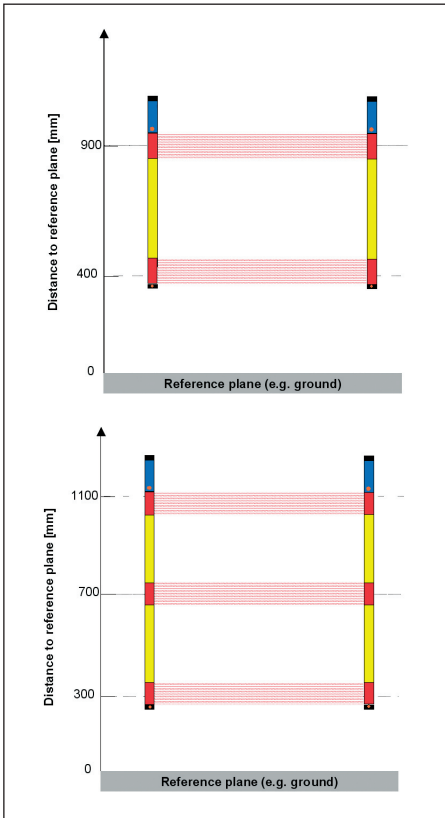 Distance to reference plane [mm]
900
400
0
Reference plane (e.g. ground)
Distance to reference plane [mm]
1100
700
300
0
Reference plane (e.g. ground)